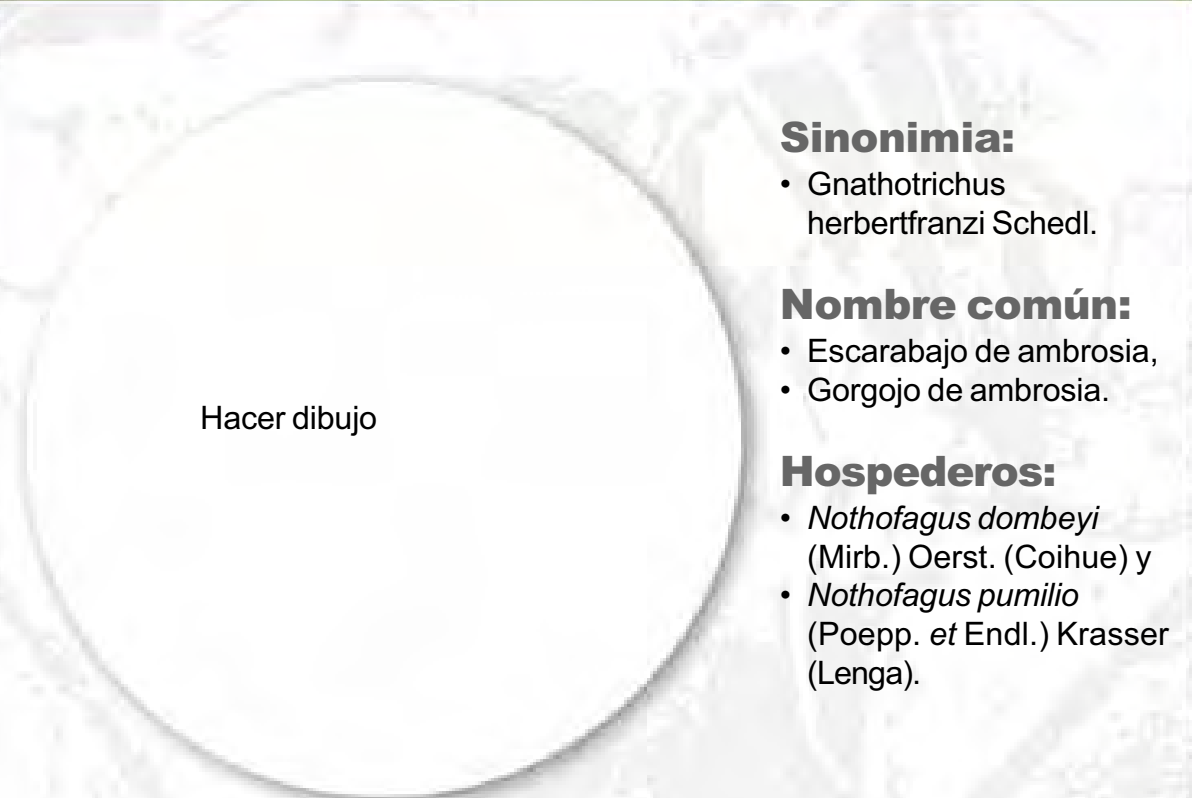 Hacer dibujo
Sinonimia:
• Gnathotrichus
herbertfranzi Schedl.
Nombre común:
• Escarabajo de ambrosia,
• Gorgojo de ambrosia.
Hospederos:
• Nothofagus dombeyi
(Mirb.) Oerst. (Coihue) y
• Nothofagus pumilio
(Poepp. et Endl.) Krasser
(Lenga).